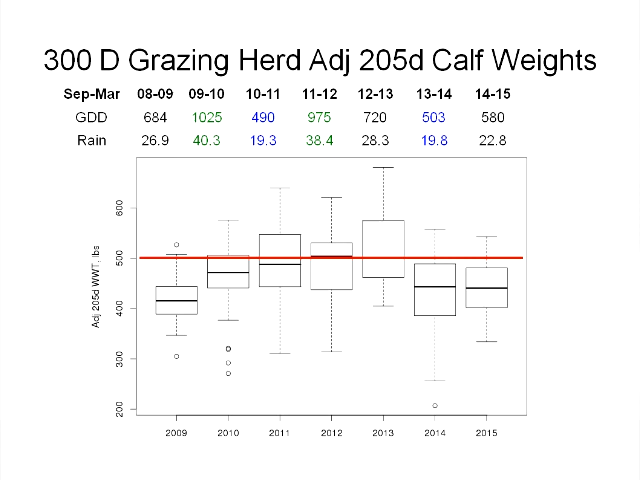 300 D Grazing Herd Adj 205d Calf Weights
Sep-Mar 08-09 09-10 10-11 11-12 12-13 13-14 14-15
GDD 684 1025 490 975 720 503 580
Rain 26.9 40.3 19.3 38.4 28.3 19.8 22.8
Adj 205d WWT, lbs
600
500
400
300
200
2009 2010 2011 2012 2013 2014 2015